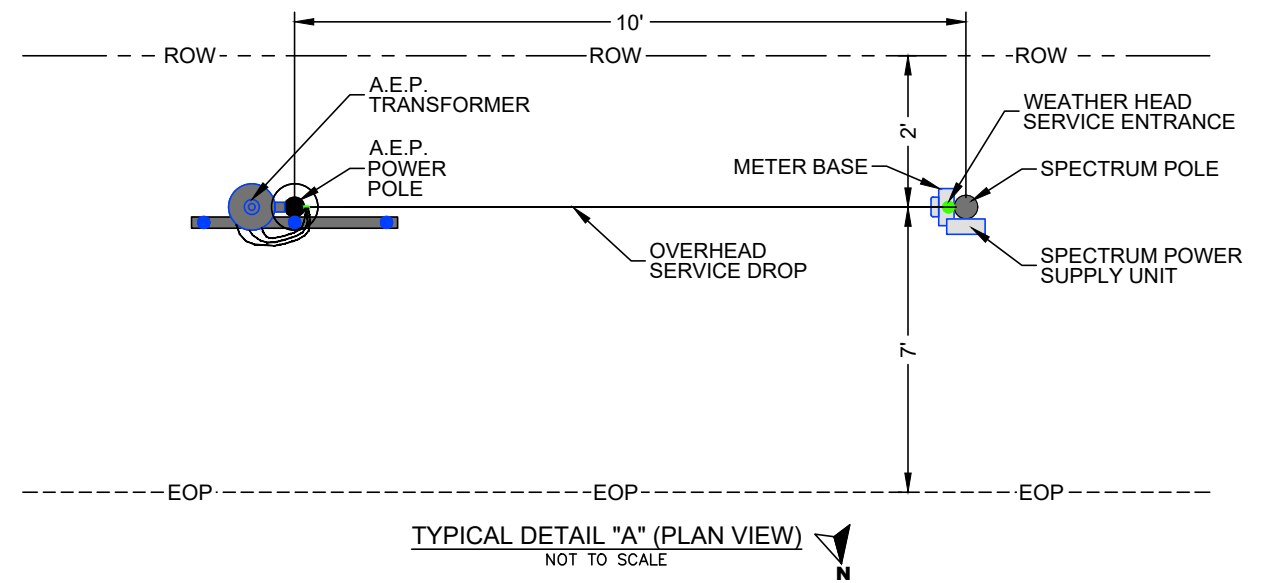 10'
ROW
ROW
ROW
A.E.P.
TRANSFORMER
WEATHER HEAD
SERVICE ENTRANCE
2'
A.E.P.
POWER
POLE
METER BASE
SPECTRUM POLE
OVERHEAD
SERVICE DROP
SPECTRUM POWER
SUPPLY UNIT
7'
EOP
EOP
EOP
TYPICAL DETAIL "A" (PLAN VIEW)
NOT TO SCALE
N